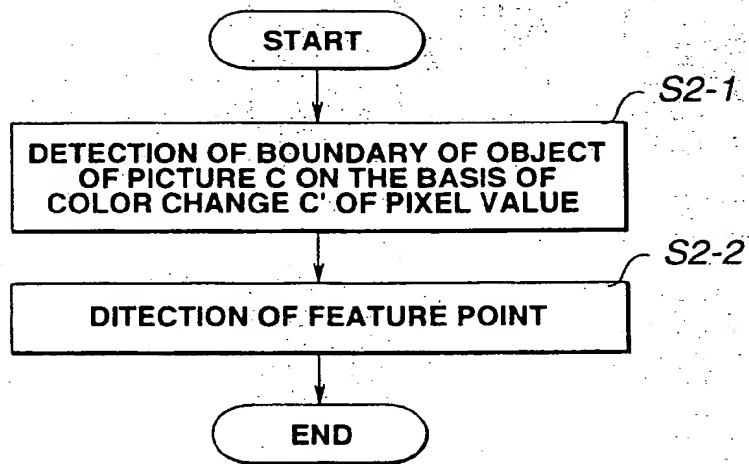 START
S2-1
DETECTION OF BOUNDARY OF OBJECT
OF PICTURE C ON THE BASIS OF
COLOR CHANGE C' OF PIXEL VALUE
S2-2
DITECTION OF FEATURE POINT
END